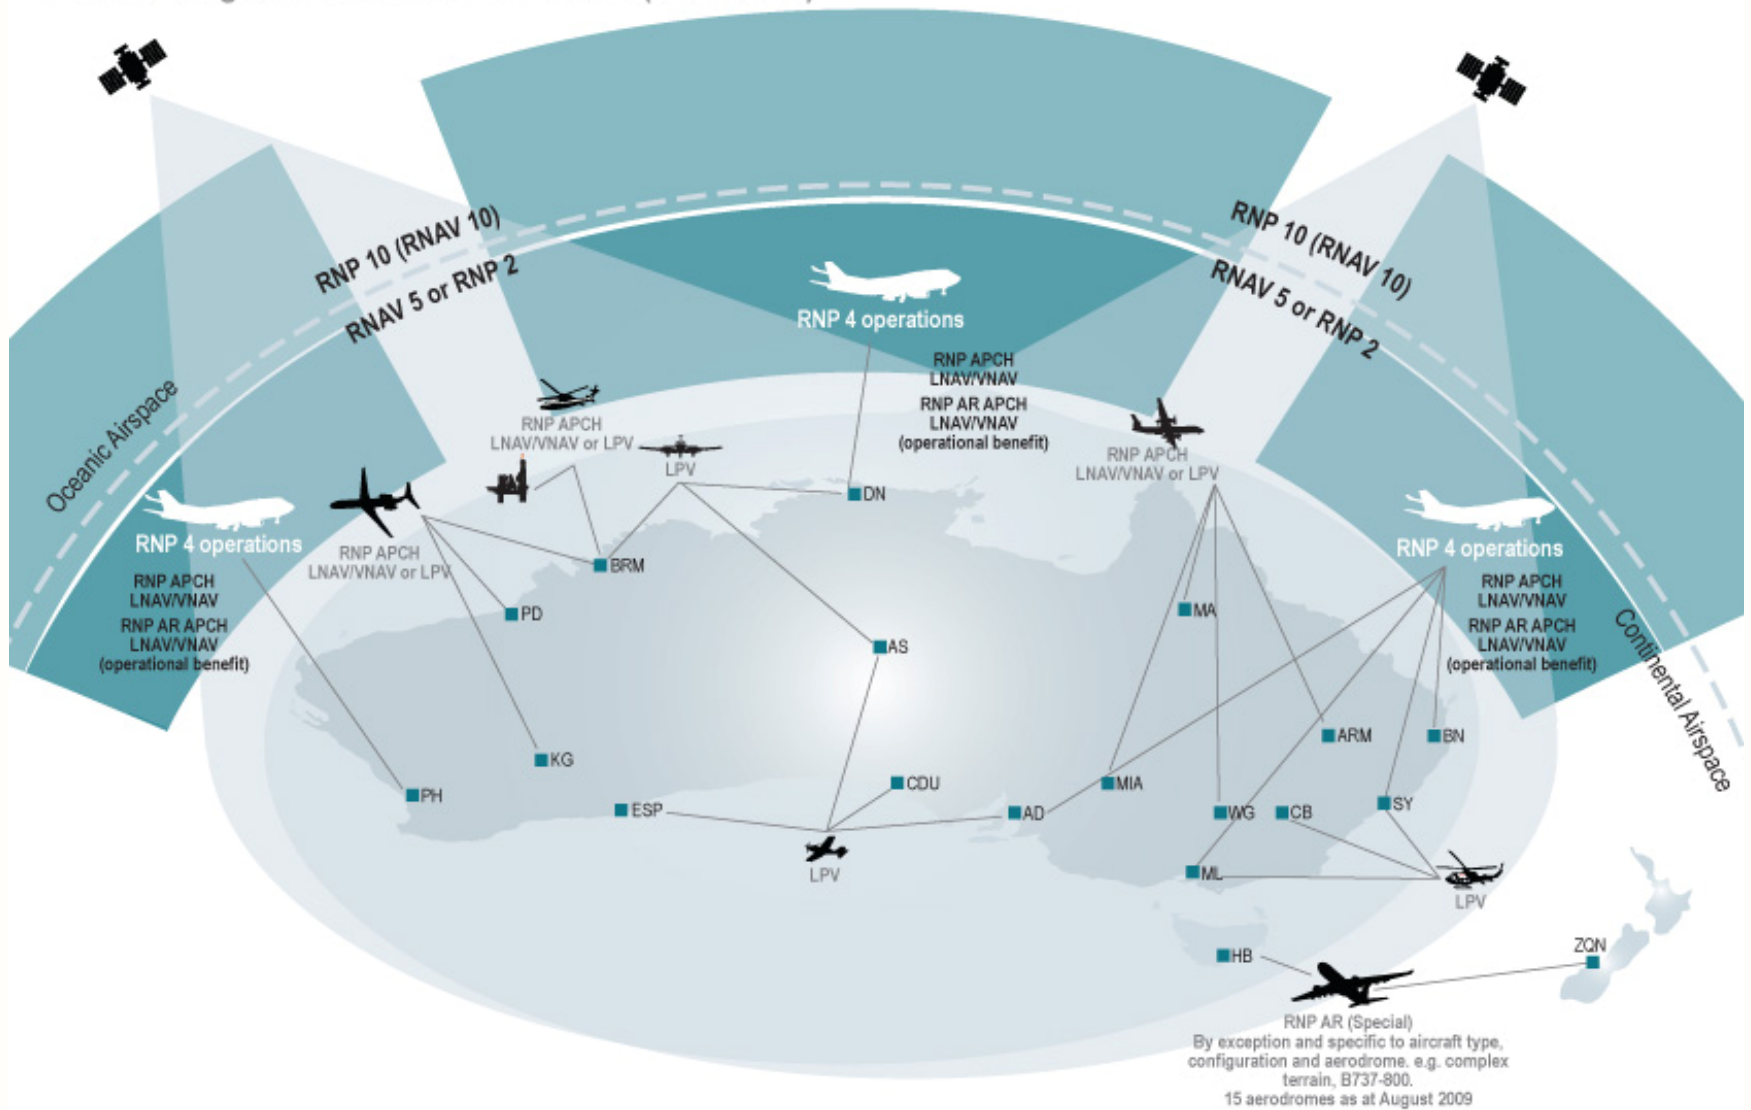 RNP 10 (RNAV 10)
RNAV 5 or RNP 2
RNP 10 (RNAV 10)
RNAV 5 or RNP 2
Oceanic Airspace
Continental Airspace
RNP 4 operations
RNP APCH
LNAV/VNAV
RNP AR APCH
LNAV/VNAV
(operational benefit)
RNP APCH
LNAV/VNAV or LPV
LPV
RNP APCH
LNAV/VNAV or LPV
RNP 4 operations
RNP APCH
LNAV/VNAV
RNP AR APCH
LNAV/VNAV
(operational benefit)
RNP APCH
LNAV/VNAV or LPV
RNP 4 operations
RNP APCH
LNAV/VNAV
RNP AR APCH
LNAV/VNAV
(operational benefit)
DN
BRM
PD
MA
AS
ARM
BN
KG
PH
CDU
MIA
ESP
AD
WG
CB
SY
LPV
ML
LPV
HB
ZQN
RNP AR (Special)
By exception and specific to aircraft type,
configuration and aerodrome. e.g. complex
terrain, B737-800.
15 aerodromes as at August 2009